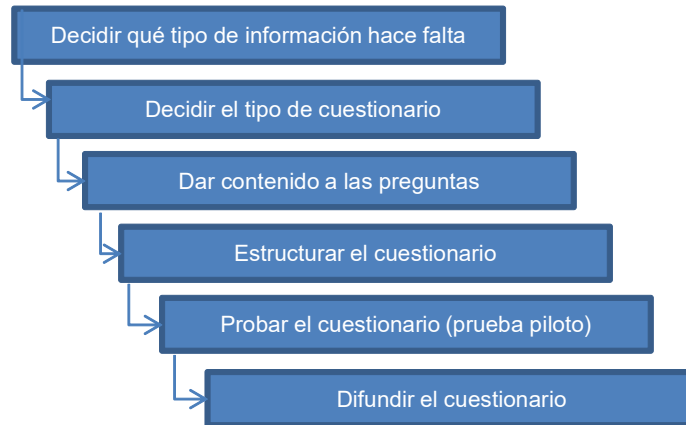 Decidir qué tipo de información hace falta
Decidir el tipo de cuestionario
Dar contenido a las preguntas
Estructurar el cuestionario
Probar el cuestionario (prueba piloto)
Difundir el cuestionario